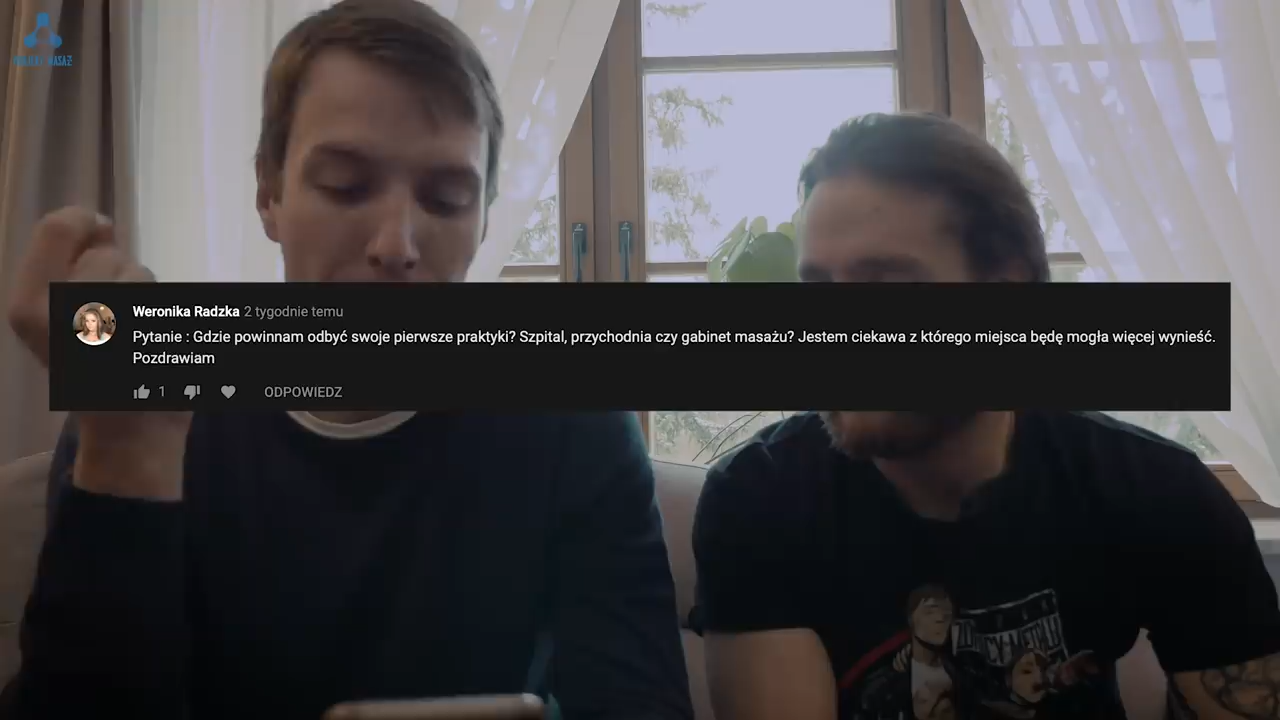 Weronika Radzka 2 tygodnie temu
Pytanie : Gdzie powinnam odbyć swoje pierwsze praktyki? Szpital, przychodnia czy gabinet masażu? Jestem ciekawa z którego miejsca będę mogła więcej wynieść.
Pozdrawiam
1
ODPOWIEDZ